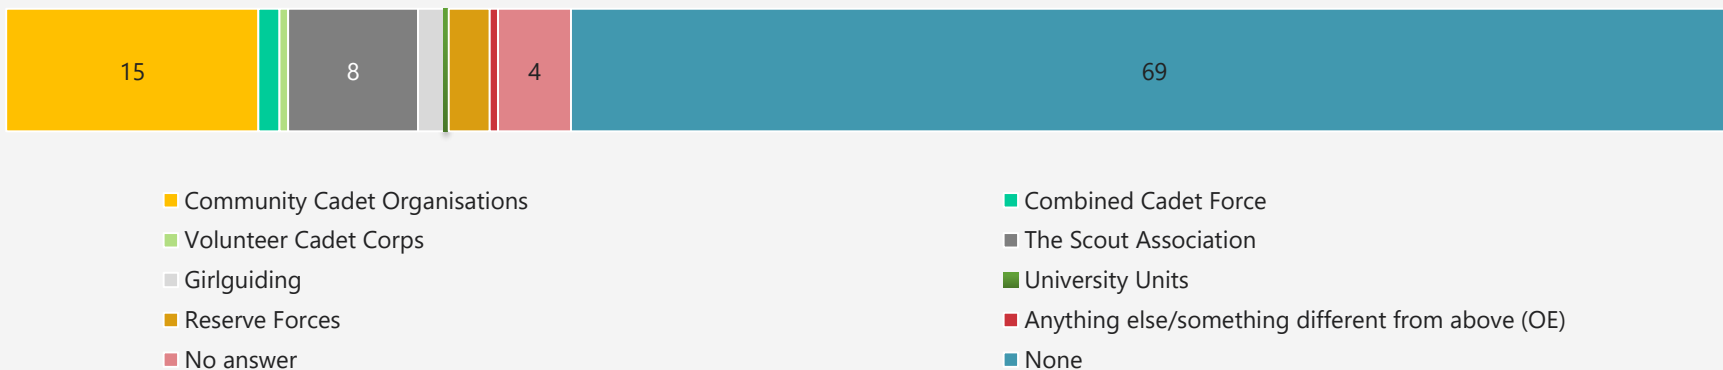 15 8 4 69
Community Cadet Organisations
Combined Cadet Force
Volunteer Cadet Corps
The Scout Association
Girlguiding
University Units
Reserve Forces
Anything else/something different from above (OE)
No answer
None